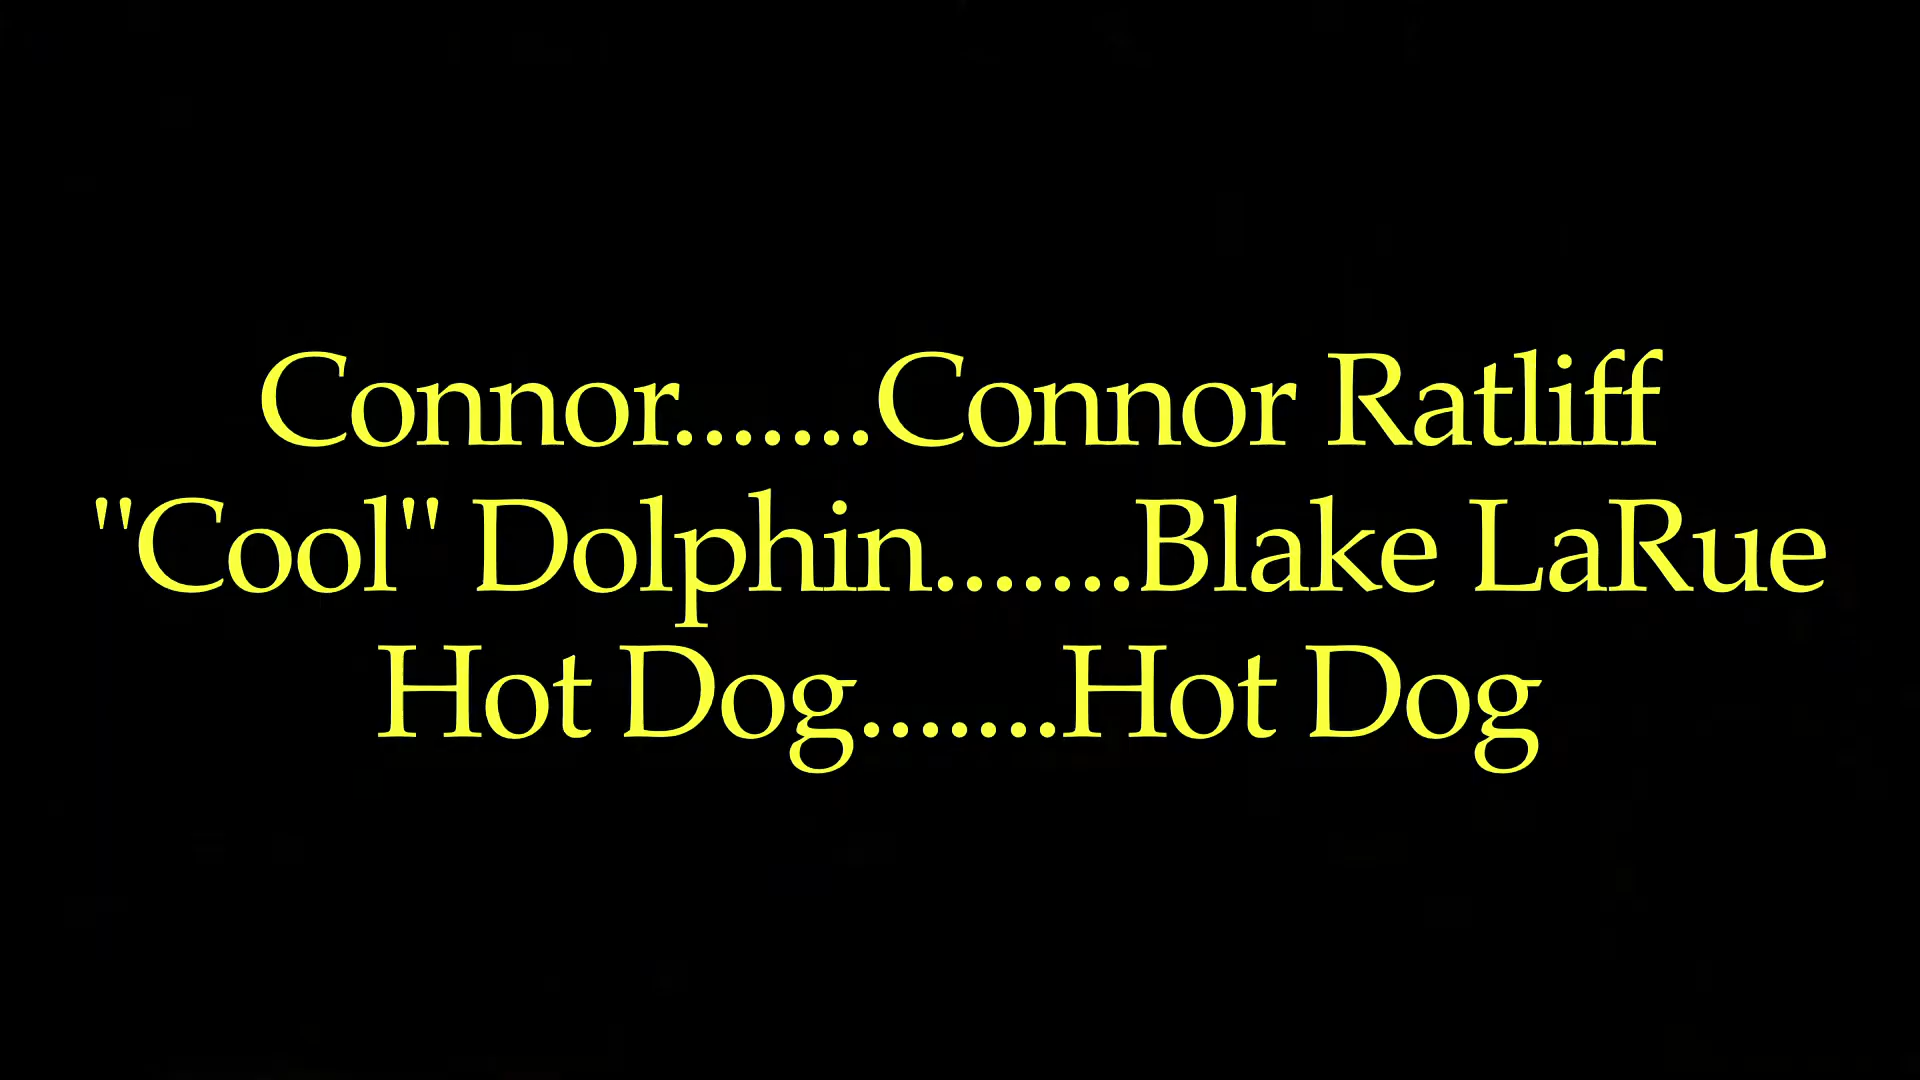 Connor.......Connor Ratliff
"Cool" Dolphin.......Blake LaRue
Hot Dog.......Hot Dog